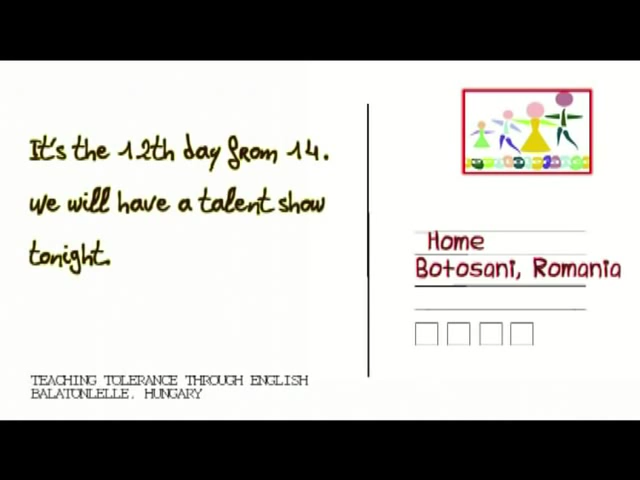 It's the 12th day from 14.
We will have a talent show
tonight.
Home
Botosani, Romania
TEACHING TOLERANCE THROUGH ENGLISH
BALATONLELLE. HUNGARY